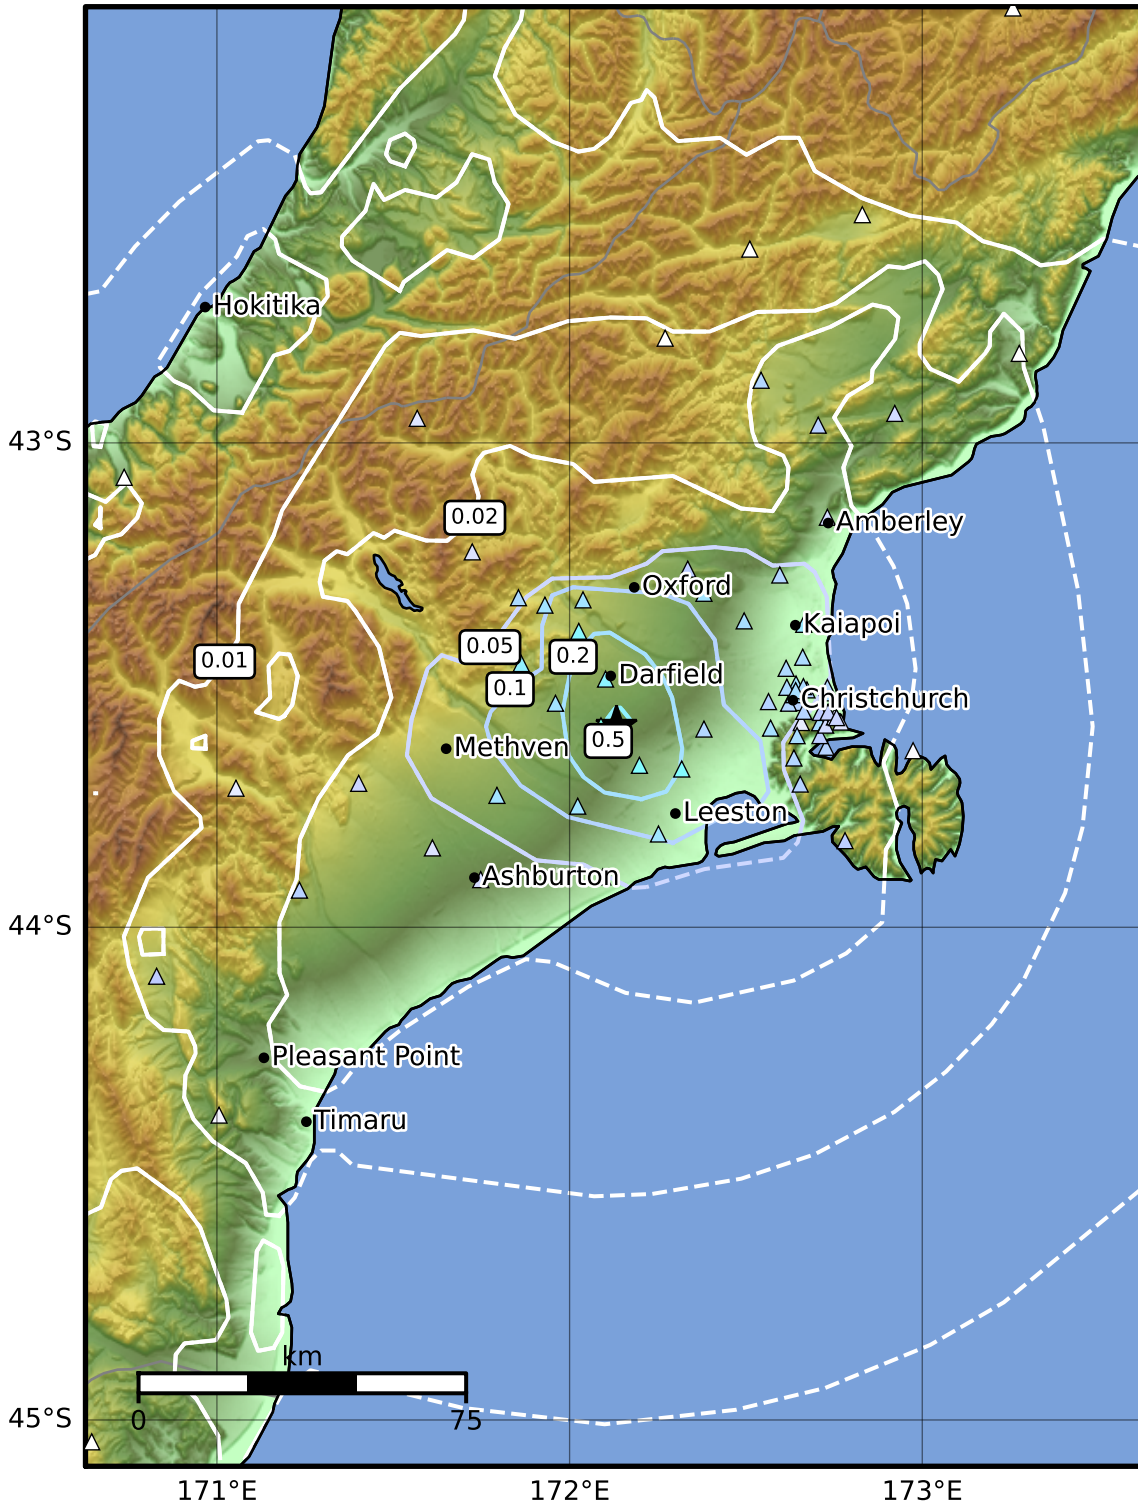 Hokitika
43°S
0.02
Amberley
Oxford
Kaiapoi
0.05
0.2
0.01
Darfield
0.1
Christchurch
0.5
Methven
Leeston
Ashburton
44°S
Pleasant Point
Timaru
km
0 75
45°S
171°E 172°E 173°E